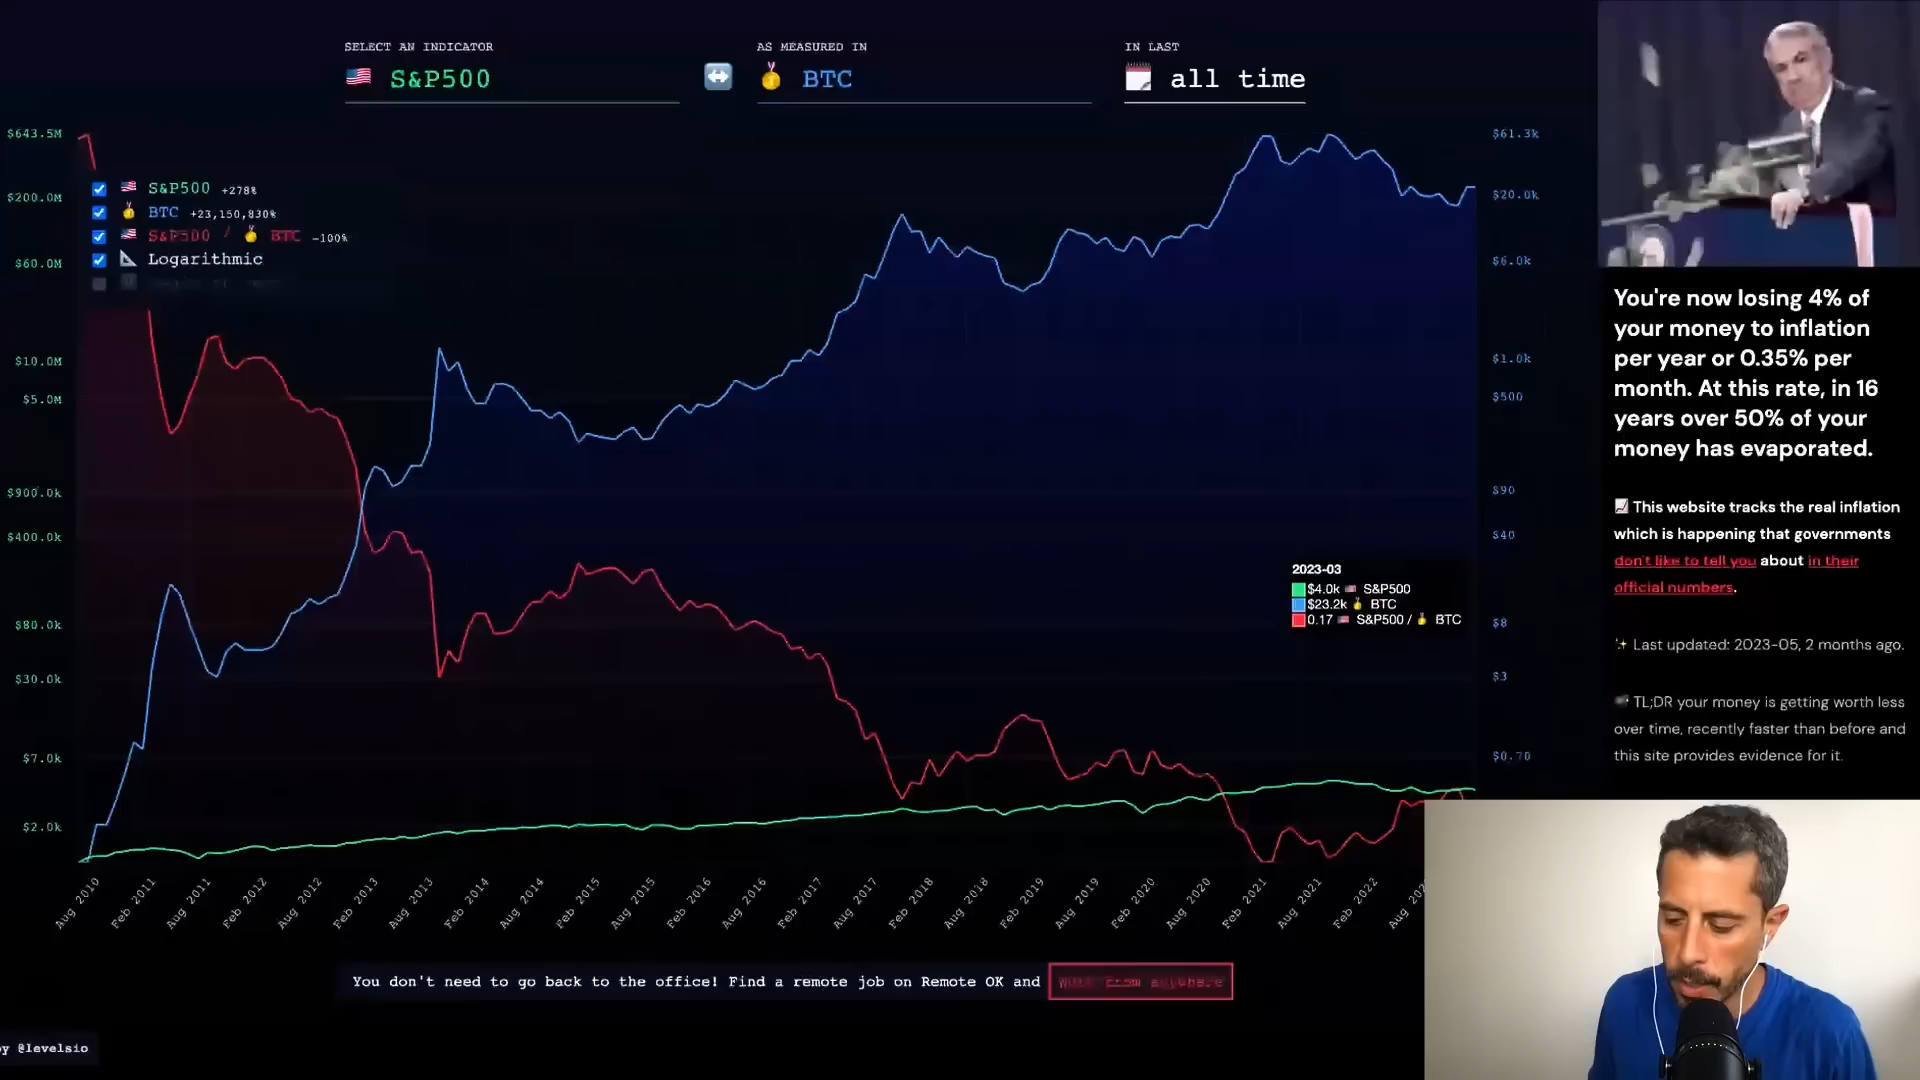 SELECT AN INDICATOR
S&P500
AS MEASURED IN
BTC
IN LAST
all time
$643.5M
$200.0M
$60.0M
$10.0M
$5.0M
$900.0k
$400.0k
$80.0k
$30.0k
$7.0k
$2.0k
S&P500 +278%
BTC +23,150,830%
S&P500 / BTC -100%
Logarithmic
$61.3k
$20.0k
$6.0k
$1.0k
$500
$90
$40
$8
$3
$0.70
2023-03
$4.0k S&P500
$23.2k BTC
0.17 S&P500 / BTC
Aug 2010
Feb 2011
Aug 2011
Feb 2012
Aug 2012
Feb 2013
Aug 2013
Feb 2014
Aug 2014
Feb 2015
Aug 2015
Feb 2016
Aug 2016
Feb 2017
Aug 2017
Feb 2018
Aug 2018
Feb 2019
Aug 2019
Feb 2020
Aug 2020
Feb 2021
Aug 2021
Feb 2022
Aug 20
You don't need to go back to the office! Find a remote job on Remote OK and work from anywhere
by @levelsio
You're now losing 4% of
your money to inflation
per year or 0.35% per
month. At this rate, in 16
years over 50% of your
money has evaporated.
This website tracks the real inflation
which is happening that governments
don't like to tell you about in their
official numbers.
Last updated: 2023-05, 2 months ago.
TL;DR your money is getting worth less
over time, recently faster than before and
this site provides evidence for it.